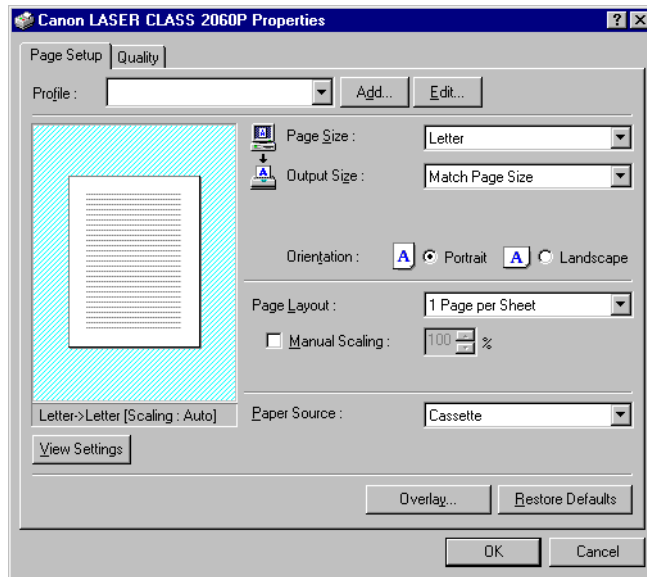 Canon LASER CLASS 2060P Properties ? X
Page Setup Quality
Profile : Add... Edit...
A Page Size : Letter
A Output Size : Match Page Size
Orientation : A Portrait A Landscape
Page Layout : 1 Page per Sheet
Manual Scaling : 100 %
Letter->Letter [Scaling : Auto] Paper Source : Cassette
View Settings
Overlay... Restore Defaults
OK Cancel